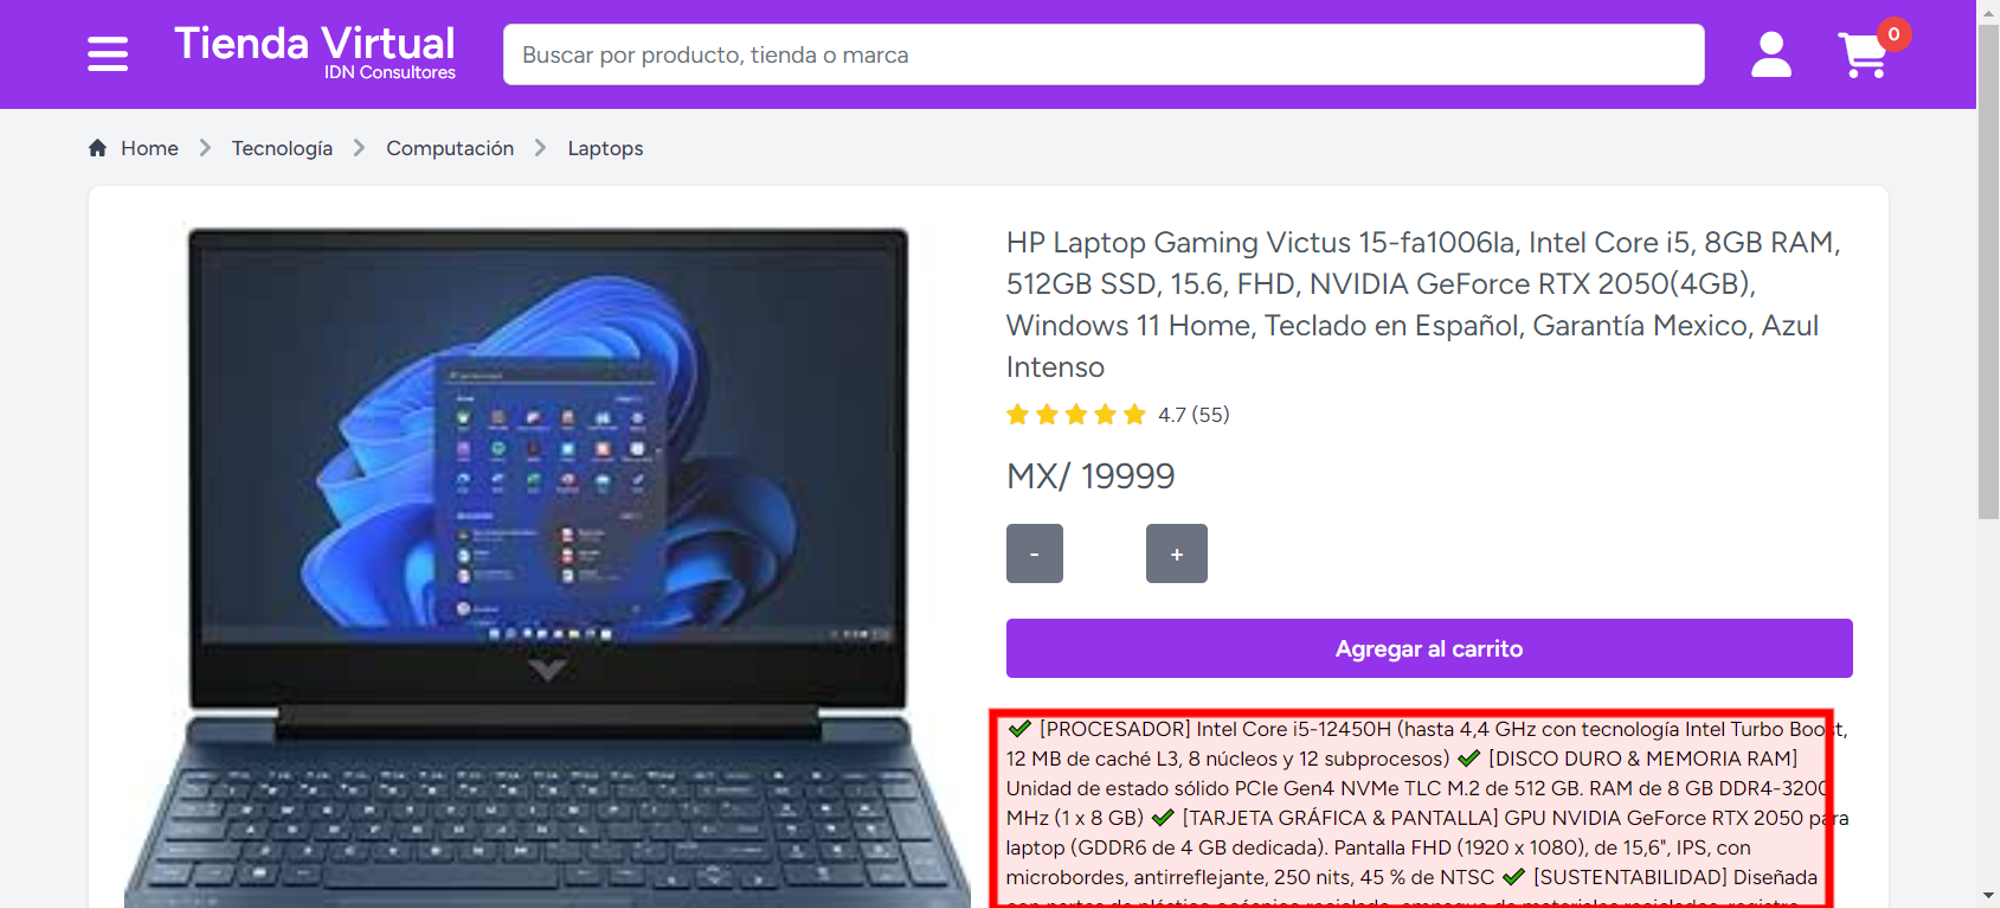 Tienda Virtual
IDN Consultores
Buscar por producto, tienda o marca
0
Home
Tecnología
Computación
Laptops
HP Laptop Gaming Victus 15-fa1006la, Intel Core i5, 8GB RAM,
512GB SSD, 15.6, FHD, NVIDIA GeForce RTX 2050(4GB),
Windows 11 Home, Teclado en Español, Garantía Mexico, Azul
Intenso
4.7 (55)
MX/ 19999
- +
Agregar al carrito
✔ [PROCESADOR] Intel Core i5-12450H (hasta 4,4 GHz con tecnología Intel Turbo Boost,
12 MB de caché L3, 8 núcleos y 12 subprocesos) ✔ [DISCO DURO & MEMORIA RAM]
Unidad de estado sólido PCIe Gen4 NVMe TLC M.2 de 512 GB. RAM de 8 GB DDR4-3200
MHz (1 x 8 GB) ✔ [TARJETA GRÁFICA & PANTALLA] GPU NVIDIA GeForce RTX 2050 para
laptop (GDDR6 de 4 GB dedicada). Pantalla FHD (1920 x 1080), de 15,6", IPS, con
microbordes, antirreflejante, 250 nits, 45 % de NTSC ✔ [SUSTENTABILIDAD] Diseñada